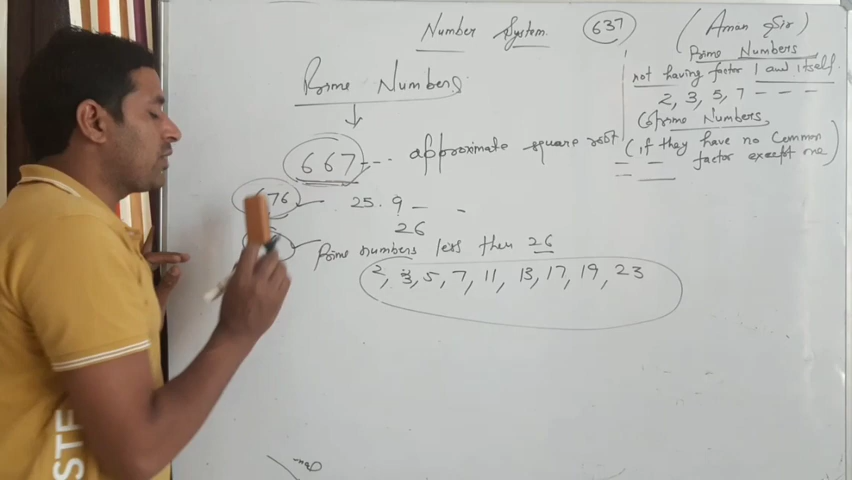 Number System.
637
(Aman Sir)
Prime Numbers
Prime Numbers
not having factor 1 and itself.
2, 3, 5, 7 - - -
Coprime Numbers,
(if they have no common
factor except one)
667 - - . approximate square root
676
25.9 - -
26
Prime numbers less then 26
2, 3, 5, 7, 11, 13, 17, 19, 23
STE